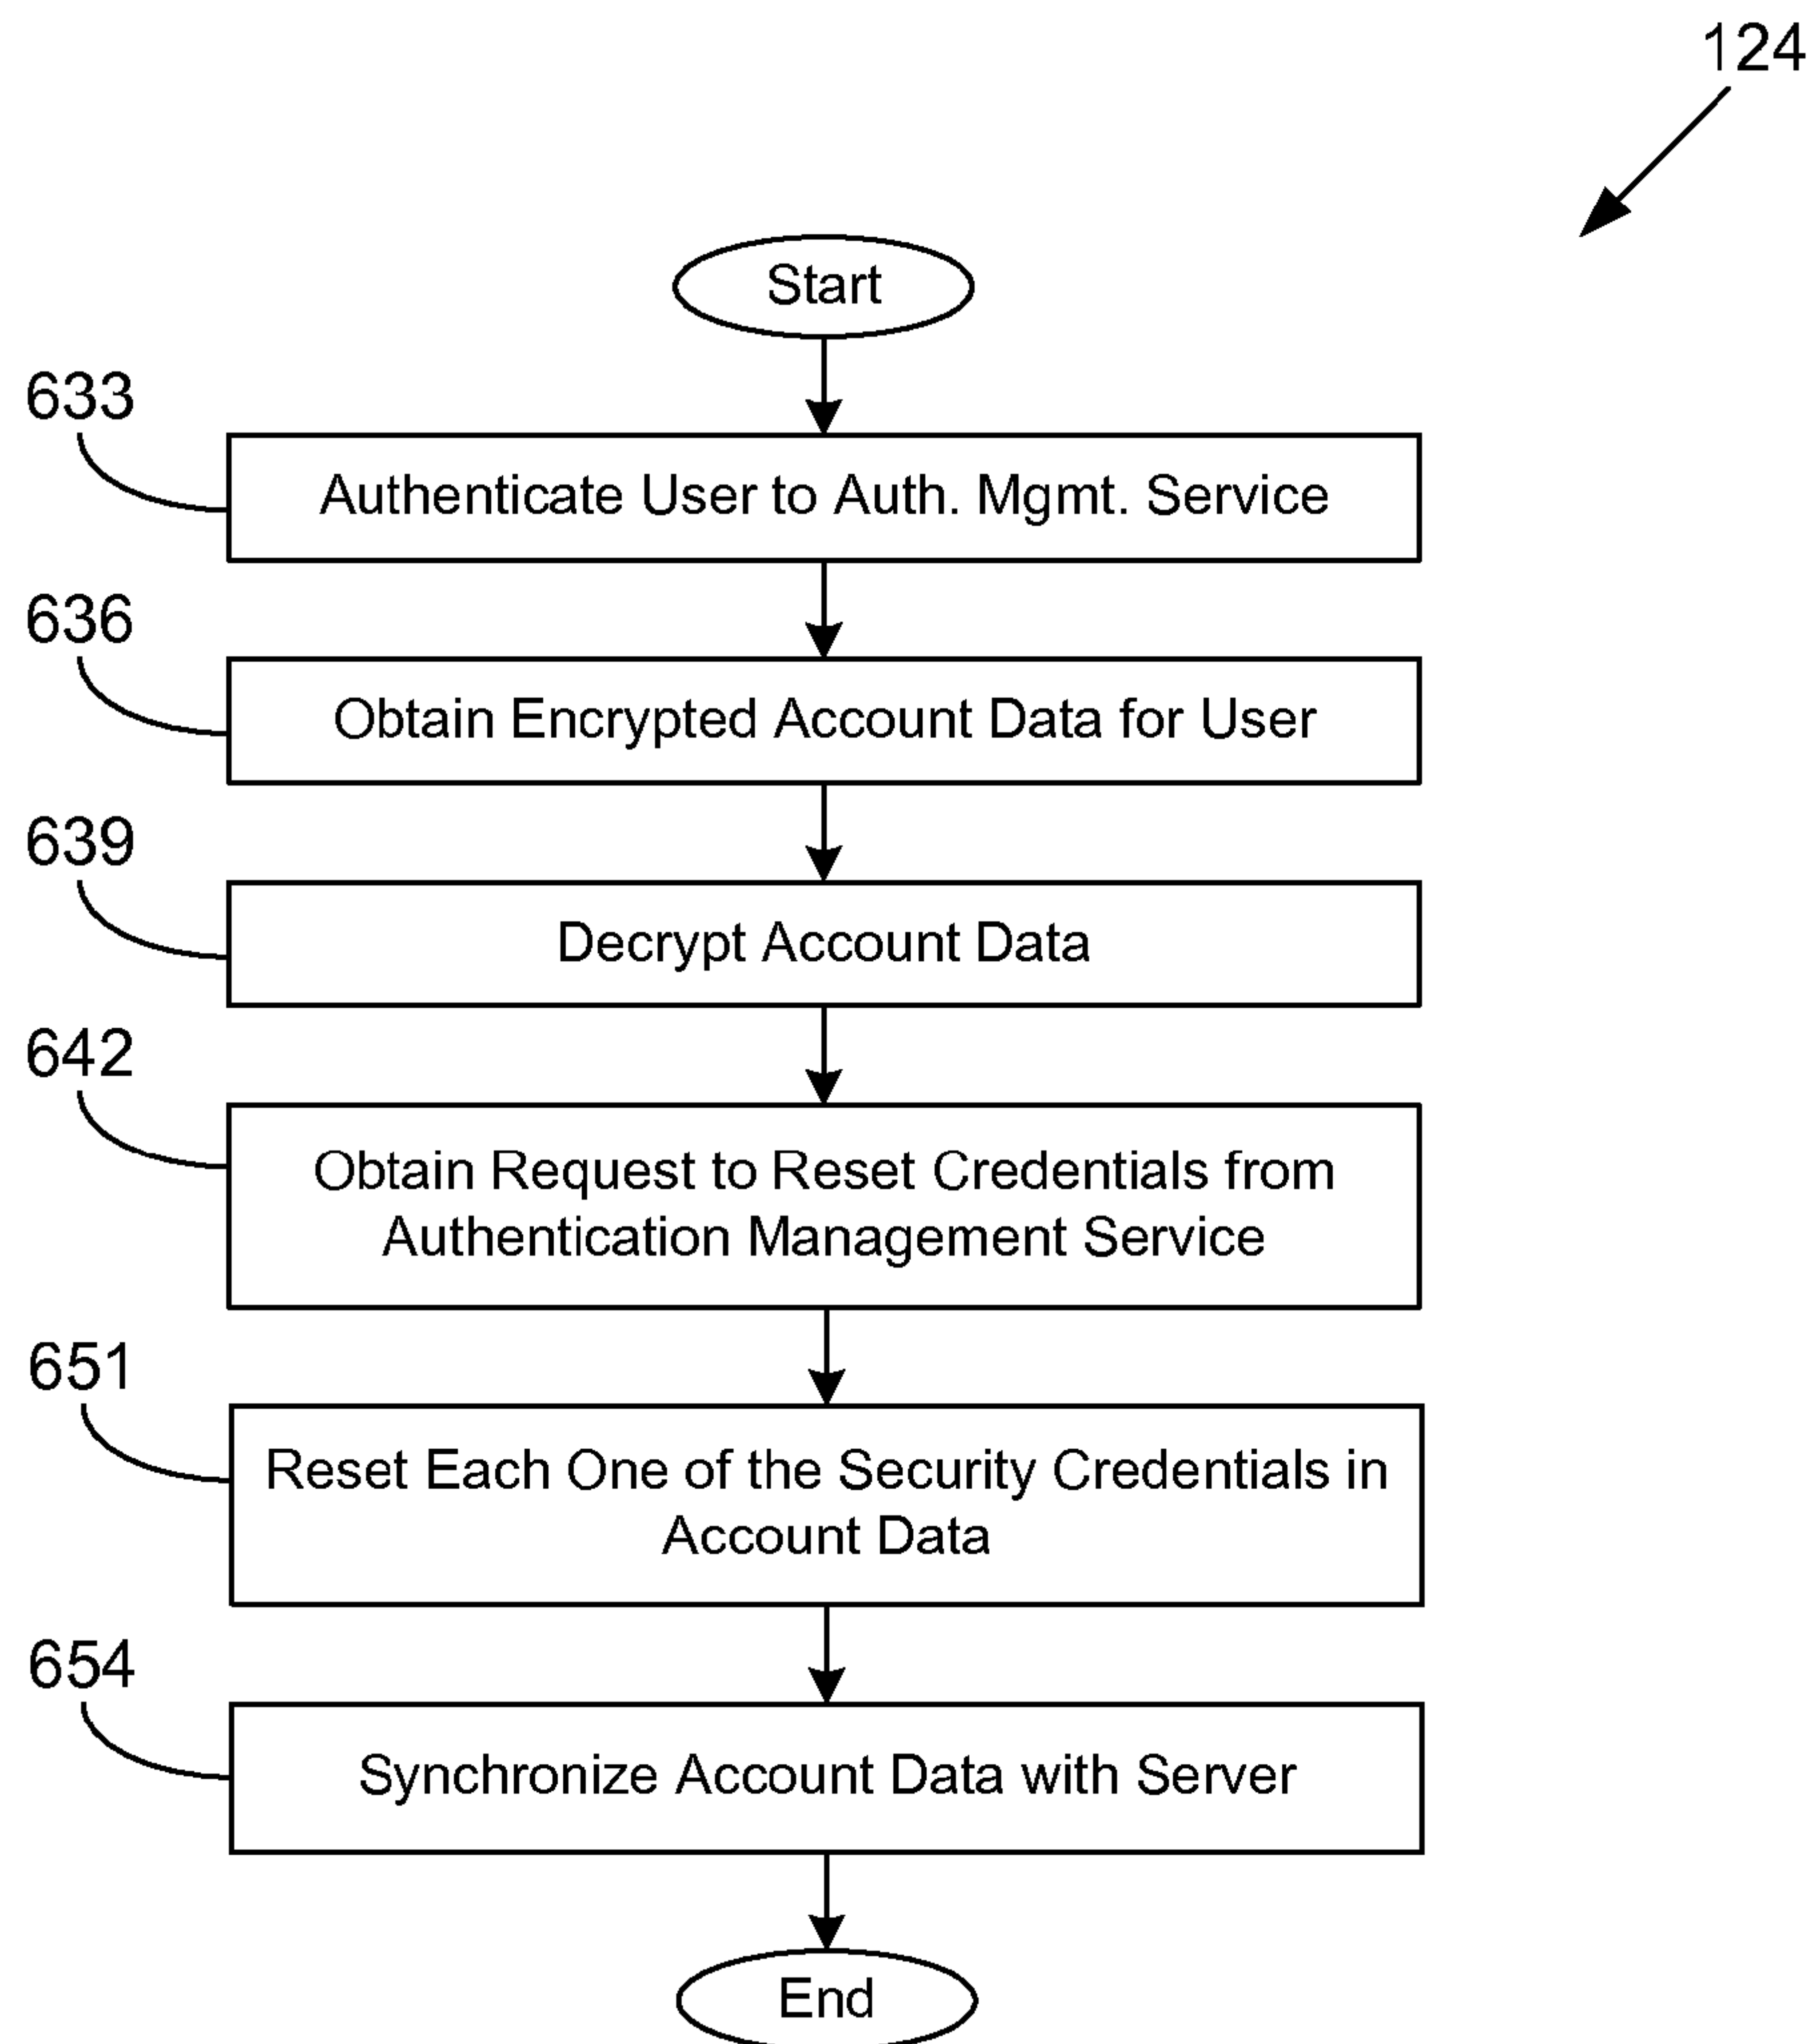 124
Start
633
Authenticate User to Auth. Mgmt. Service
636
Obtain Encrypted Account Data for User
639
Decrypt Account Data
642
Obtain Request to Reset Credentials from
Authentication Management Service
651
Reset Each One of the Security Credentials in
Account Data
654
Synchronize Account Data with Server
End